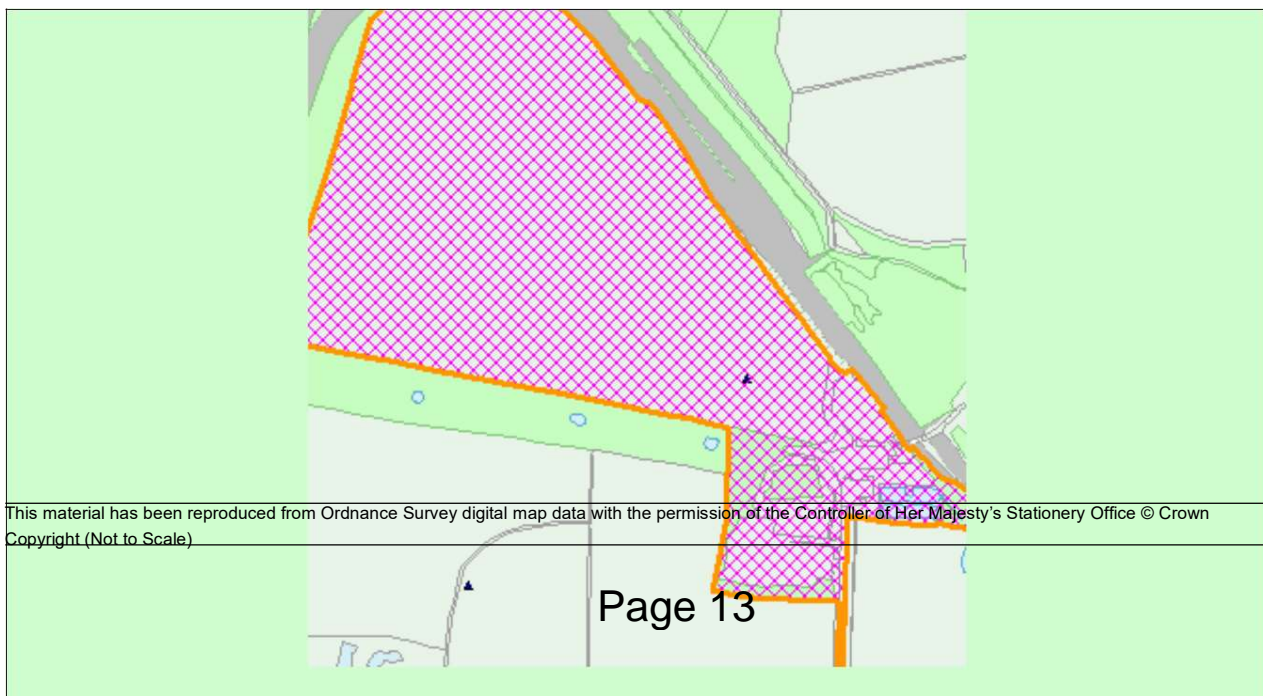 This material has been reproduced from Ordnance Survey digital map data with the permission of the Controller of Her Majesty’s Stationery Office © Crown
Copyright (Not to Scale)
Page 13